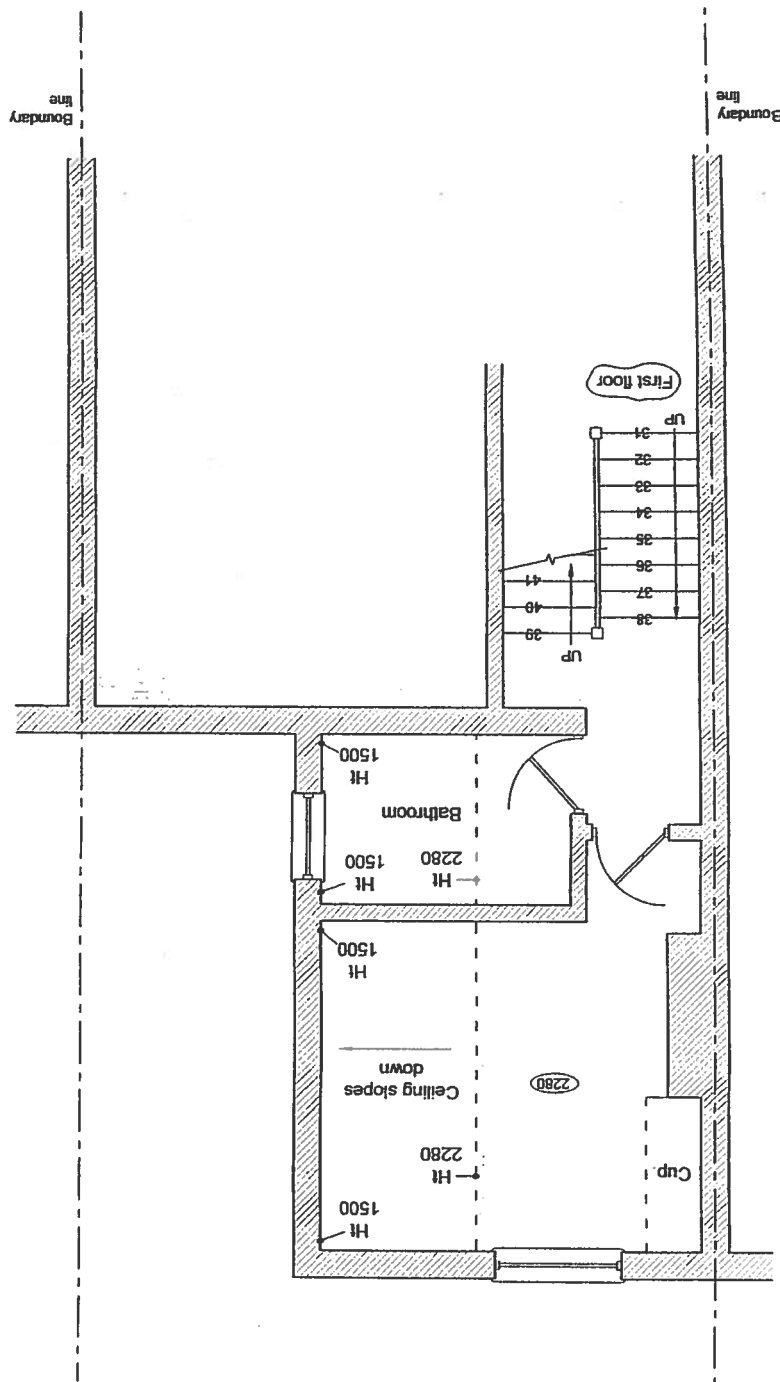 Cup.
Ht
1500
Ht
2280
Ceiling slopes
down
2280
Ht
1500
Ht
2280
Ht
1500
Bathroom
Ht
1500
UP
39
40
41
38
37
36
35
34
33
32
31
UP
First floor
Boundary
line
Boundary
line